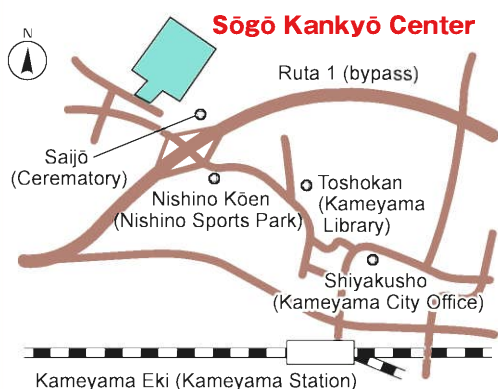 Sōgō Kankyō Center
N
Ruta 1 (bypass)
Saijō
(Cerematory)
Nishino Kōen
(Nishino Sports Park)
Toshokan
(Kameyama
Library)
Shiyakusho
(Kameyama City Office)
Kameyama Eki (Kameyama Station)